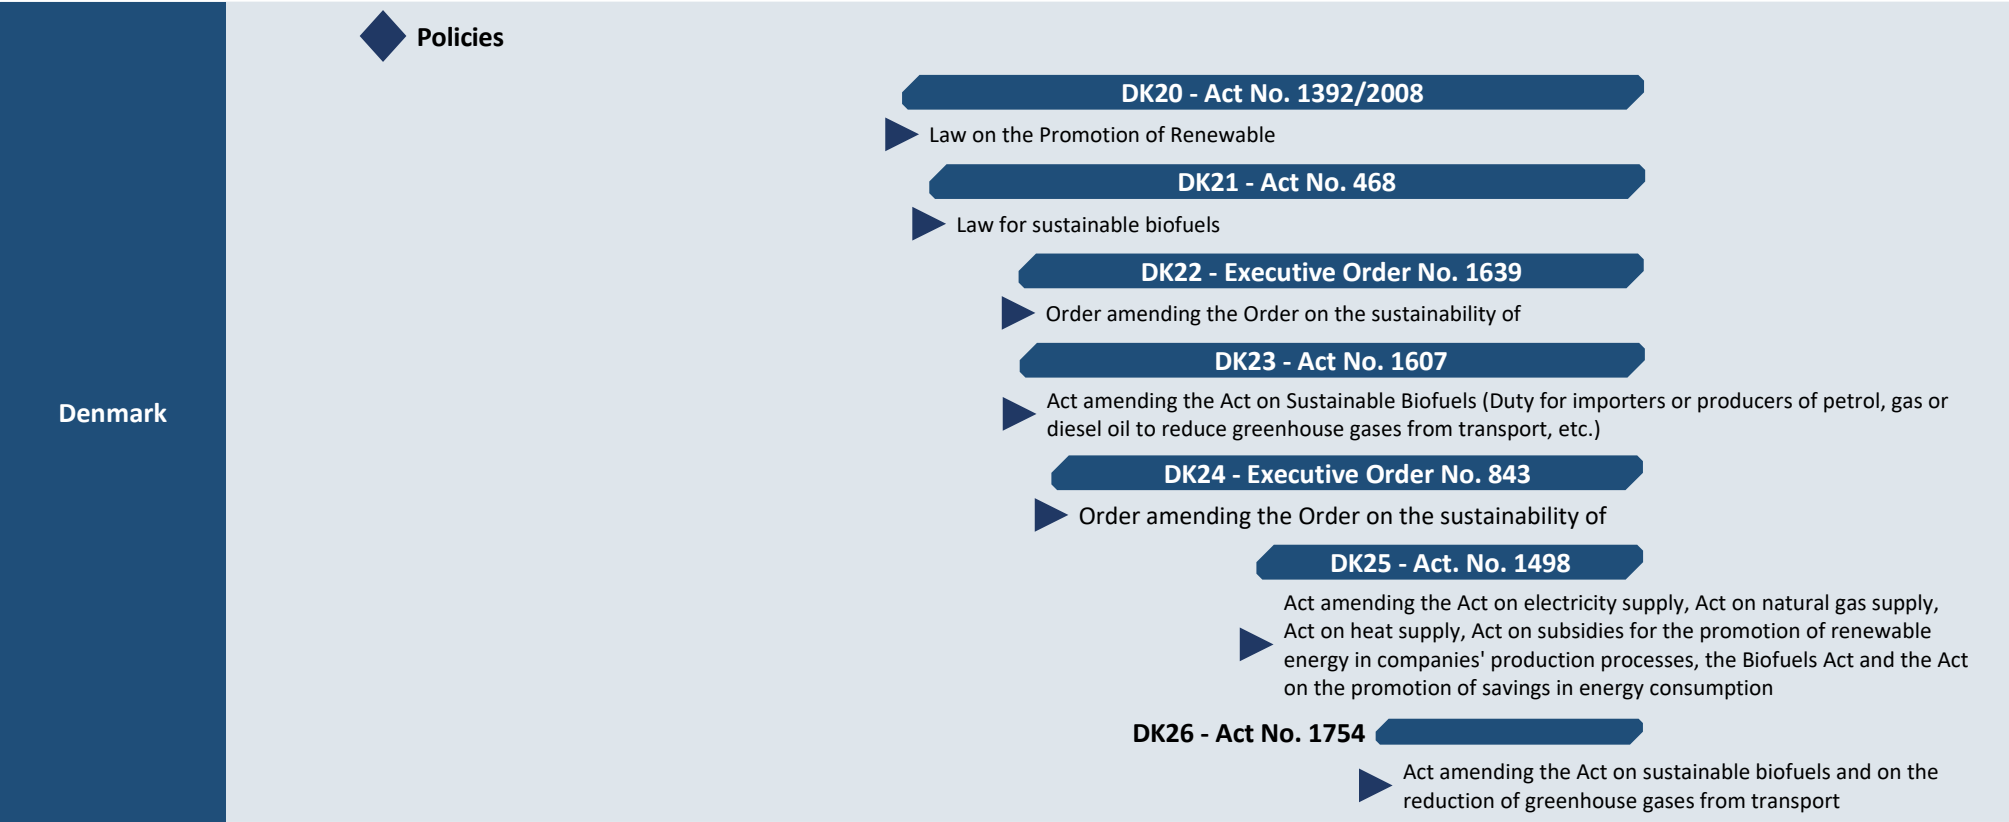 Policies
DK20 - Act No. 1392/2008
Law on the Promotion of Renewable
DK21 - Act No. 468
Law for sustainable biofuels
DK22 - Executive Order No. 1639
Order amending the Order on the sustainability of
DK23 - Act No. 1607
Denmark
Act amending the Act on Sustainable Biofuels (Duty for importers or producers of petrol, gas or
diesel oil to reduce greenhouse gases from transport, etc.)
DK24 - Executive Order No. 843
Order amending the Order on the sustainability of
DK25 - Act. No. 1498
Act amending the Act on electricity supply, Act on natural gas supply,
Act on heat supply, Act on subsidies for the promotion of renewable
energy in companies' production processes, the Biofuels Act and the Act
on the promotion of savings in energy consumption
DK26 - Act No. 1754
Act amending the Act on sustainable biofuels and on the
reduction of greenhouse gases from transport